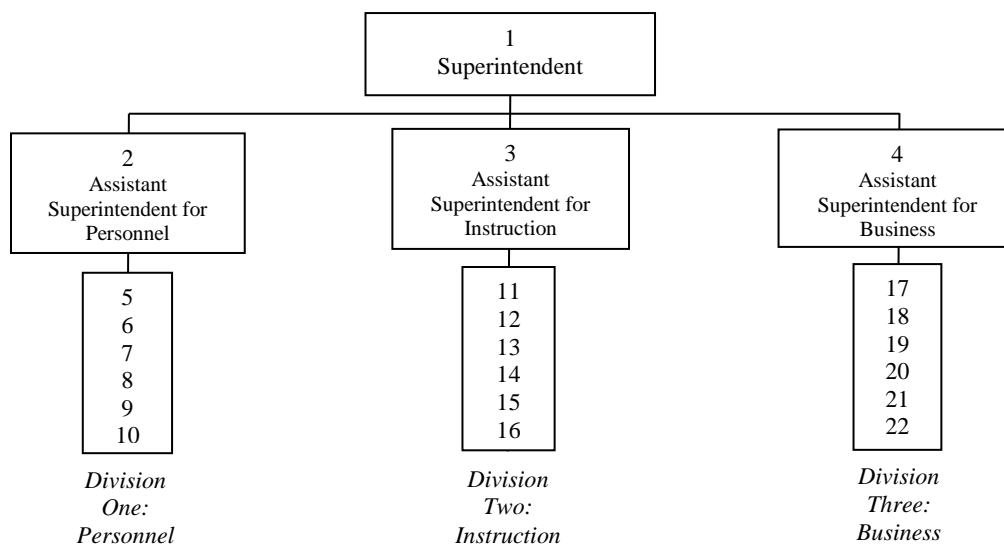 1
Superintendent
2
Assistant
Superintendent for
Personnel
3
Assistant
Superintendent for
Instruction
4
Assistant
Superintendent for
Business
5
6
7
8
9
10
11
12
13
14
15
16
17
18
19
20
21
22
Division
One:
Personnel
Division
Two:
Instruction
Division
Three:
Business